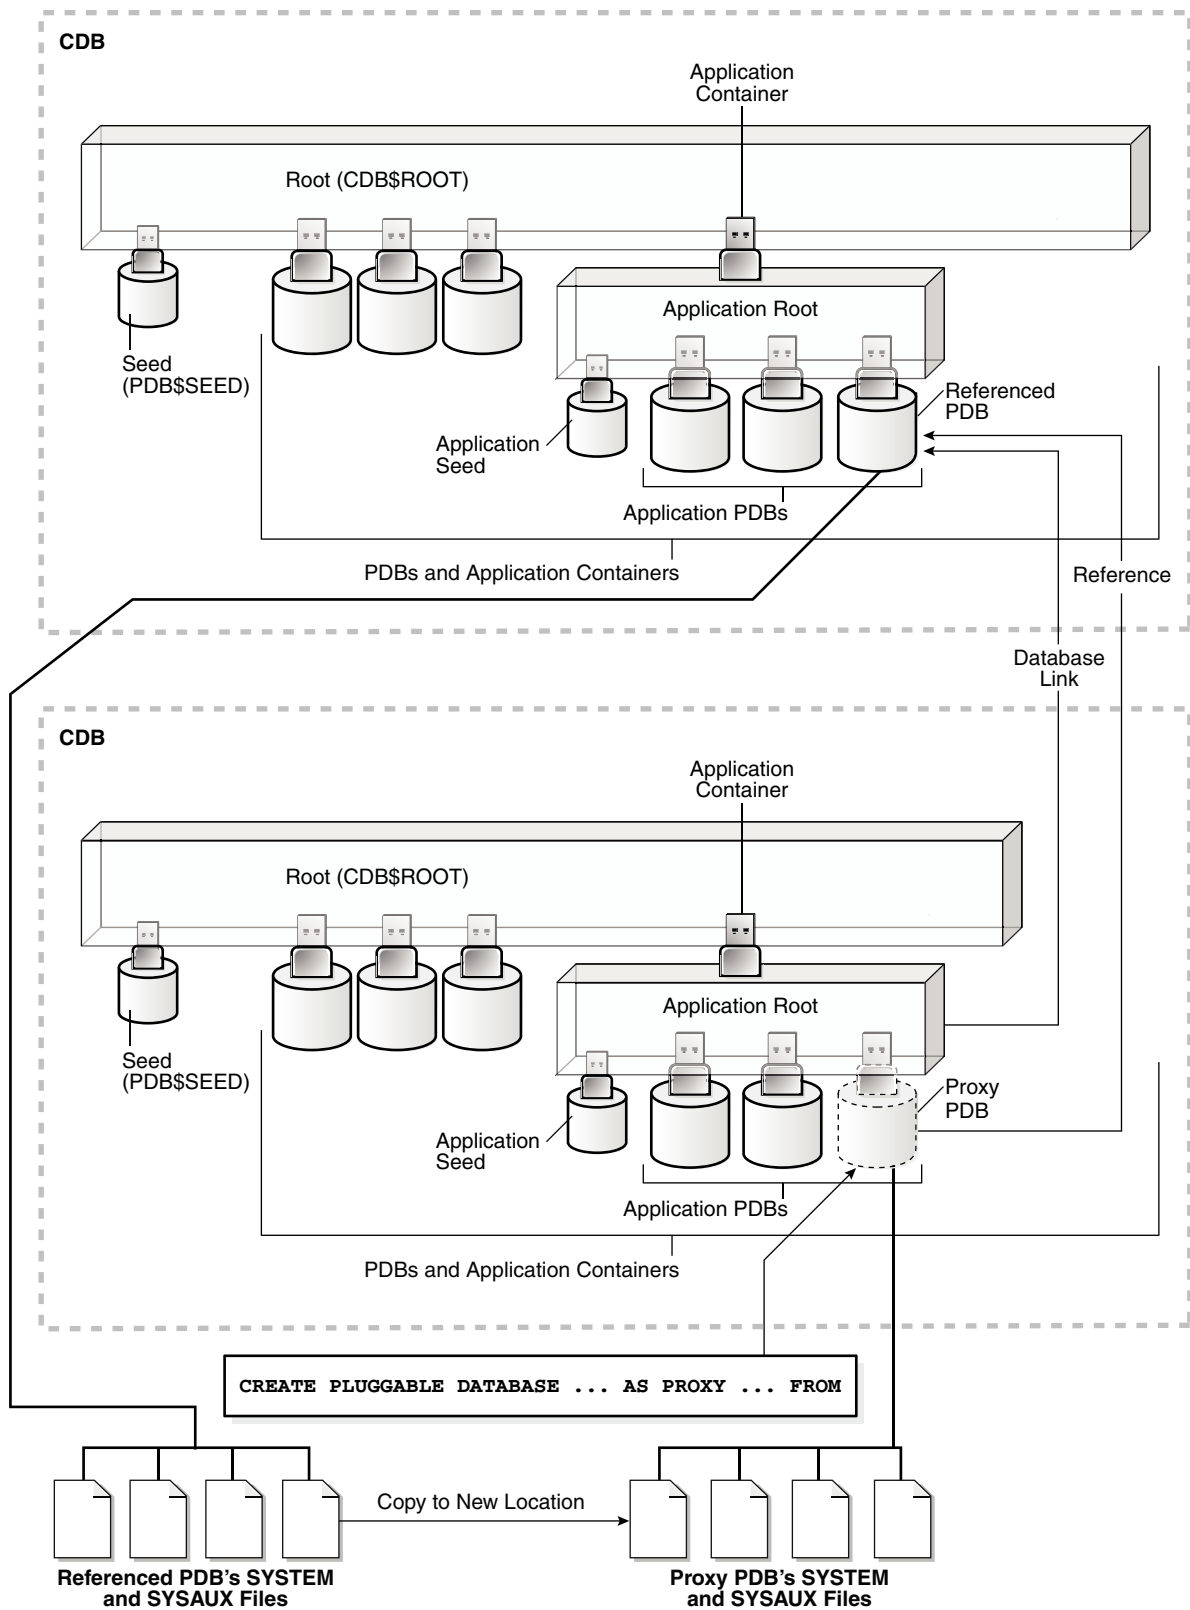 CDB
Application
Container
Root (CDB$ROOT)
Application Root
Seed
(PDB$SEED)
Referenced
PDB
Application
Seed
Application PDBs
PDBs and Application Containers
Reference
Database
Link
CDB
Application
Container
Root (CDB$ROOT)
Application Root
Seed
(PDB$SEED)
Proxy
PDB
Application
Seed
Application PDBs
PDBs and Application Containers
CREATE PLUGGABLE DATABASE ... AS PROXY ... FROM
Copy to New Location
Referenced PDB's SYSTEM
and SYSAUX Files
Proxy PDB's SYSTEM
and SYSAUX Files